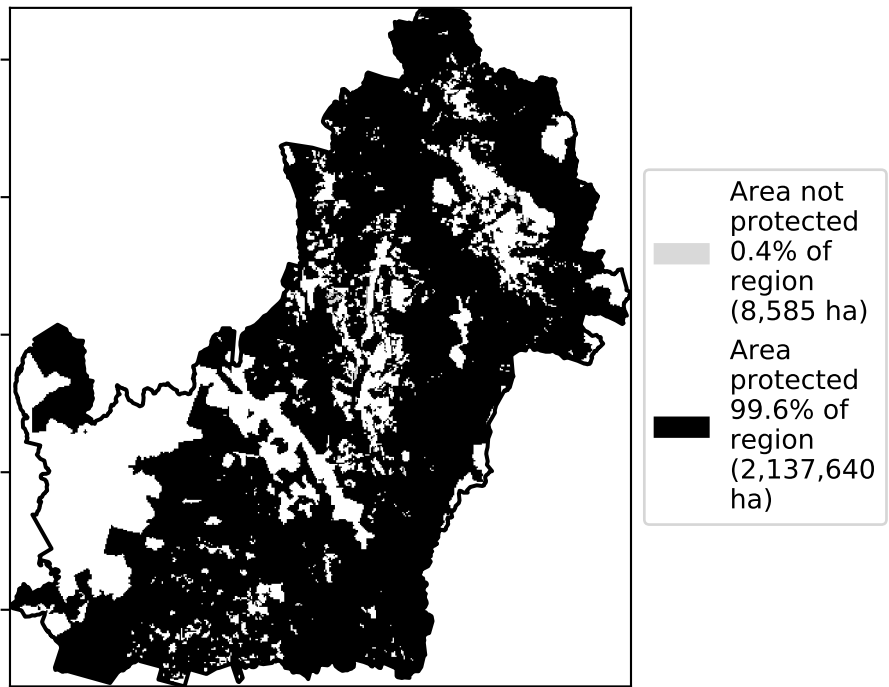 Area not
protected
0.4% of
region
(8,585 ha)
Area
protected
99.6% of
region
(2,137,640
ha)